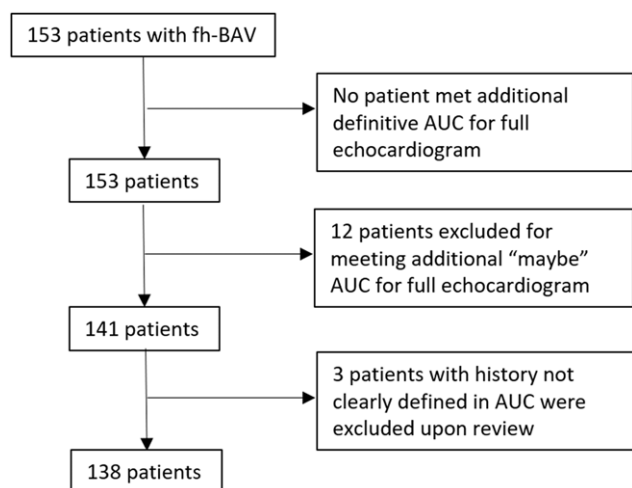 153 patients with fh-BAV
No patient met additional
definitive AUC for full
echocardiogram
153 patients
12 patients excluded for
meeting additional “maybe”
AUC for full echocardiogram
141 patients
3 patients with history not
clearly defined in AUC were
excluded upon review
138 patients